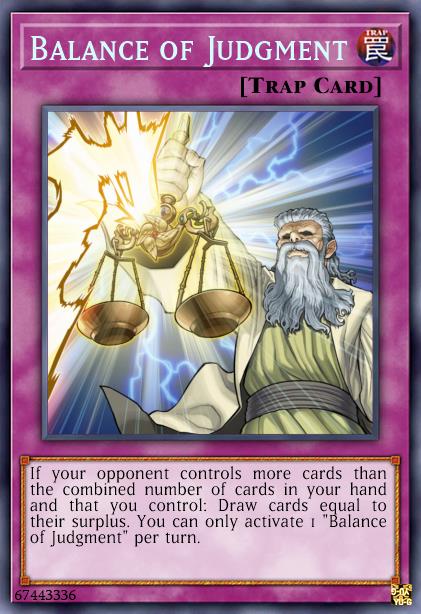 BALANCE OF JUDGMENT
TRAP
罠
[TRAP CARD]
If your opponent controls more cards than
the combined number of cards in your hand
and that you control: Draw cards equal to
their surplus. You can only activate 1 "Balance
of Judgment" per turn.
67443336